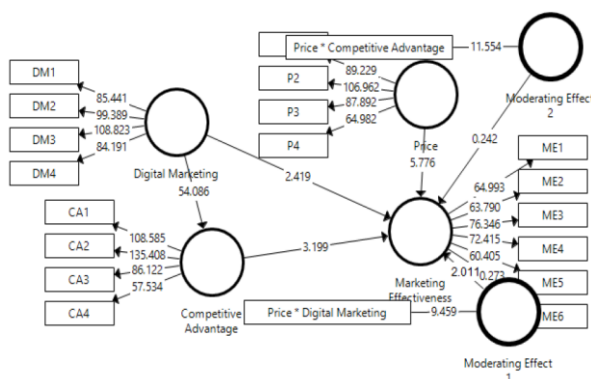 Price * Competitive Advantage
11.554
Moderating Effect
2
DM1
DM2
DM3
DM4
85.441
99.389
108.823
84.191
Digital Marketing
P2
P3
P4
89.229
106.962
87.892
64.982
Price
5.776
0.242
54.086
2.419
ME1
ME2
ME3
ME4
ME5
ME6
64.993
63.790
76.346
72.415
60.405
0.273
2.011
Marketing
Effectiveness
CA1
CA2
CA3
CA4
108.585
135.408
86.122
57.534
3.199
Competitive
Advantage
Price * Digital Marketing
9.459
Moderating Effect
1